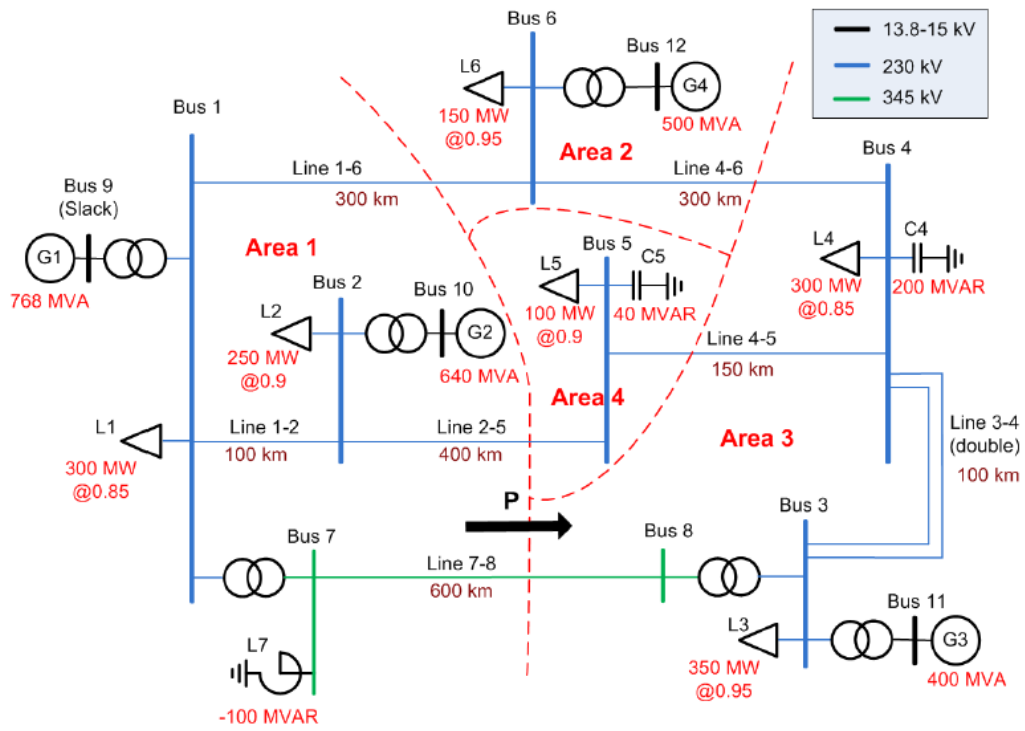 Bus 6
Bus 12
L6
G4
150 MW
@0.95
500 MVA
Area 2
13.8-15 kV
230 kV
345 kV
Bus 1
Line 1-6
300 km
Line 4-6
300 km
Bus 4
Bus 9
(Slack)
G1
768 MVA
Area 1
Bus 2
Bus 10
L2
G2
250 MW
@0.9
640 MVA
Bus 5
L5
C5
100 MW
@0.9
40 MVAR
L4
C4
300 MW
@0.85
200 MVAR
Line 4-5
150 km
Area 4
Area 3
L1
300 MW
@0.85
Line 1-2
100 km
Line 2-5
400 km
Line 3-4
(double)
100 km
P
Bus 7
Line 7-8
600 km
Bus 8
Bus 3
L7
-100 MVAR
L3
350 MW
@0.95
Bus 11
G3
400 MVA